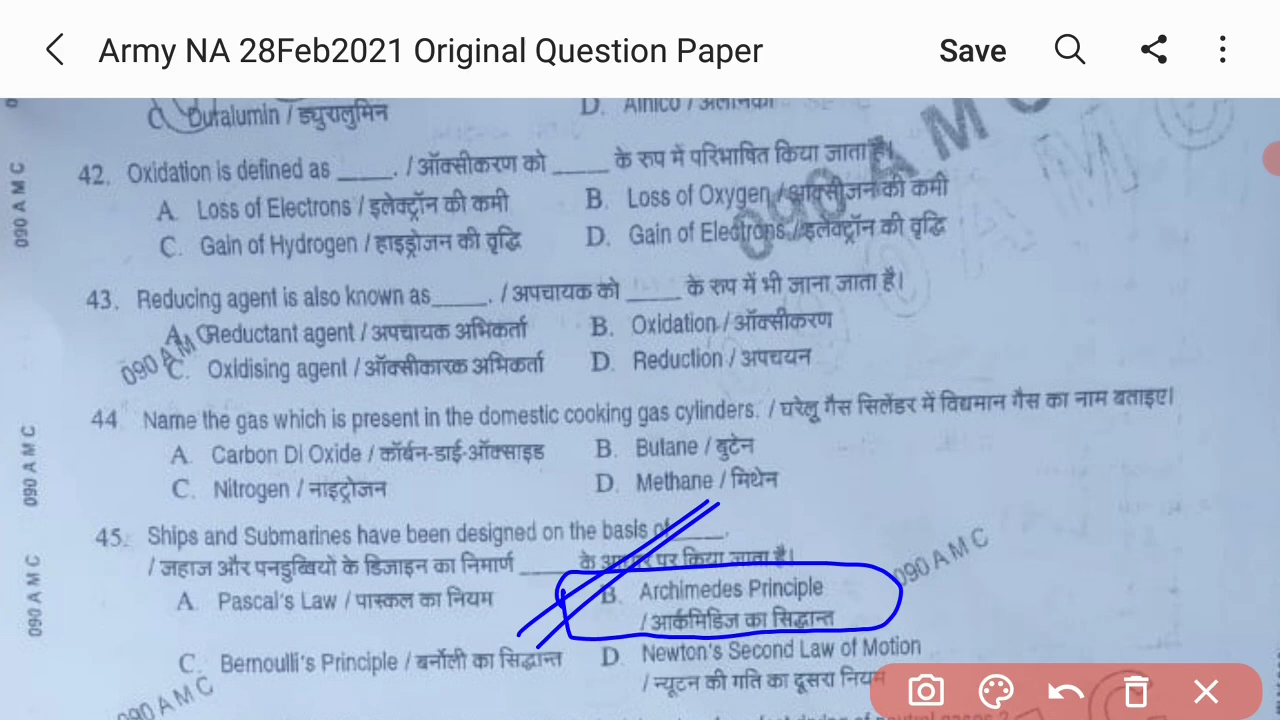 Army NA 28Feb2021 Original Question Paper Save
Duralumin / ड्युरालुमिन D. Alnico / अलनिको
42. Oxidation is defined as _____. / ऑक्सीकरण को _____ के रुप में परिभाषित किया जाता है।
A. Loss of Electrons / इलेक्ट्रॉन की कमी B. Loss of Oxygen / ऑक्सीजन की कमी
C. Gain of Hydrogen / हाइड्रोजन की वृद्धि D. Gain of Electrons / इलेक्ट्रॉन की वृद्धि
43. Reducing agent is also known as_____. / अपचायक को _____ के रुप में भी जाना जाता है।
A. Reductant agent / अपचायक अभिकर्ता B. Oxidation / ऑक्सीकरण
C. Oxidising agent / ऑक्सीकारक अभिकर्ता D. Reduction / अपचयन
44 Name the gas which is present in the domestic cooking gas cylinders. / घरेलू गैस सिलेंडर में विद्यमान गैस का नाम बताइए।
A. Carbon Di Oxide / कॉर्बन-डाई-ऑक्साइड B. Butane / बुटेन
C. Nitrogen / नाइट्रोजन D. Methane / मिथेन
45. Ships and Submarines have been designed on the basis of_____.
/ जहाज और पनडुब्बियो के डिजाइन का निमार्ण _____ के आधार पर किया जाता है।
A. Pascal's Law / पास्कल का नियम B. Archimedes Principle
/ आर्कमिडिज का सिद्धान्त
C. Bernoulli's Principle / बर्नोली का सिद्धान्त D. Newton's Second Law of Motion
/ न्यूटन की गति का दूसरा नियम
090 A M C
090 A M C
090 A M C
090 A M C
090 A M C
090 A M C
090 A M C